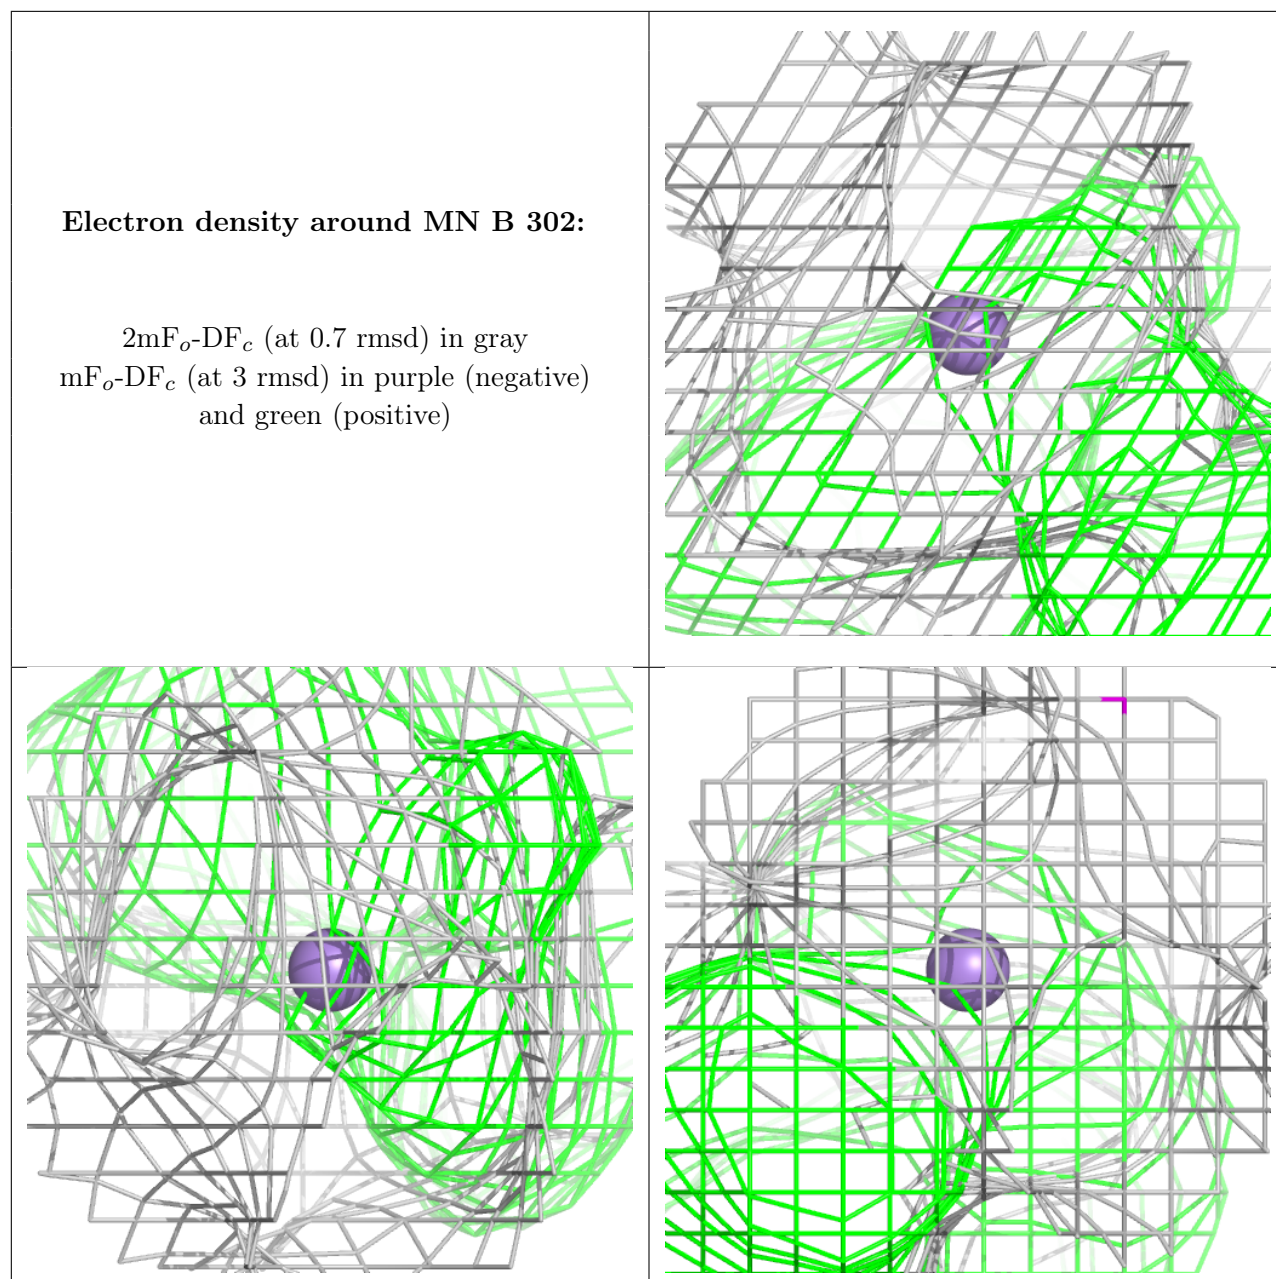 Electron density around MN B 302:
2mFo-DFc (at 0.7 rmsd) in gray
mFo-DFc (at 3 rmsd) in purple (negative)
and green (positive)